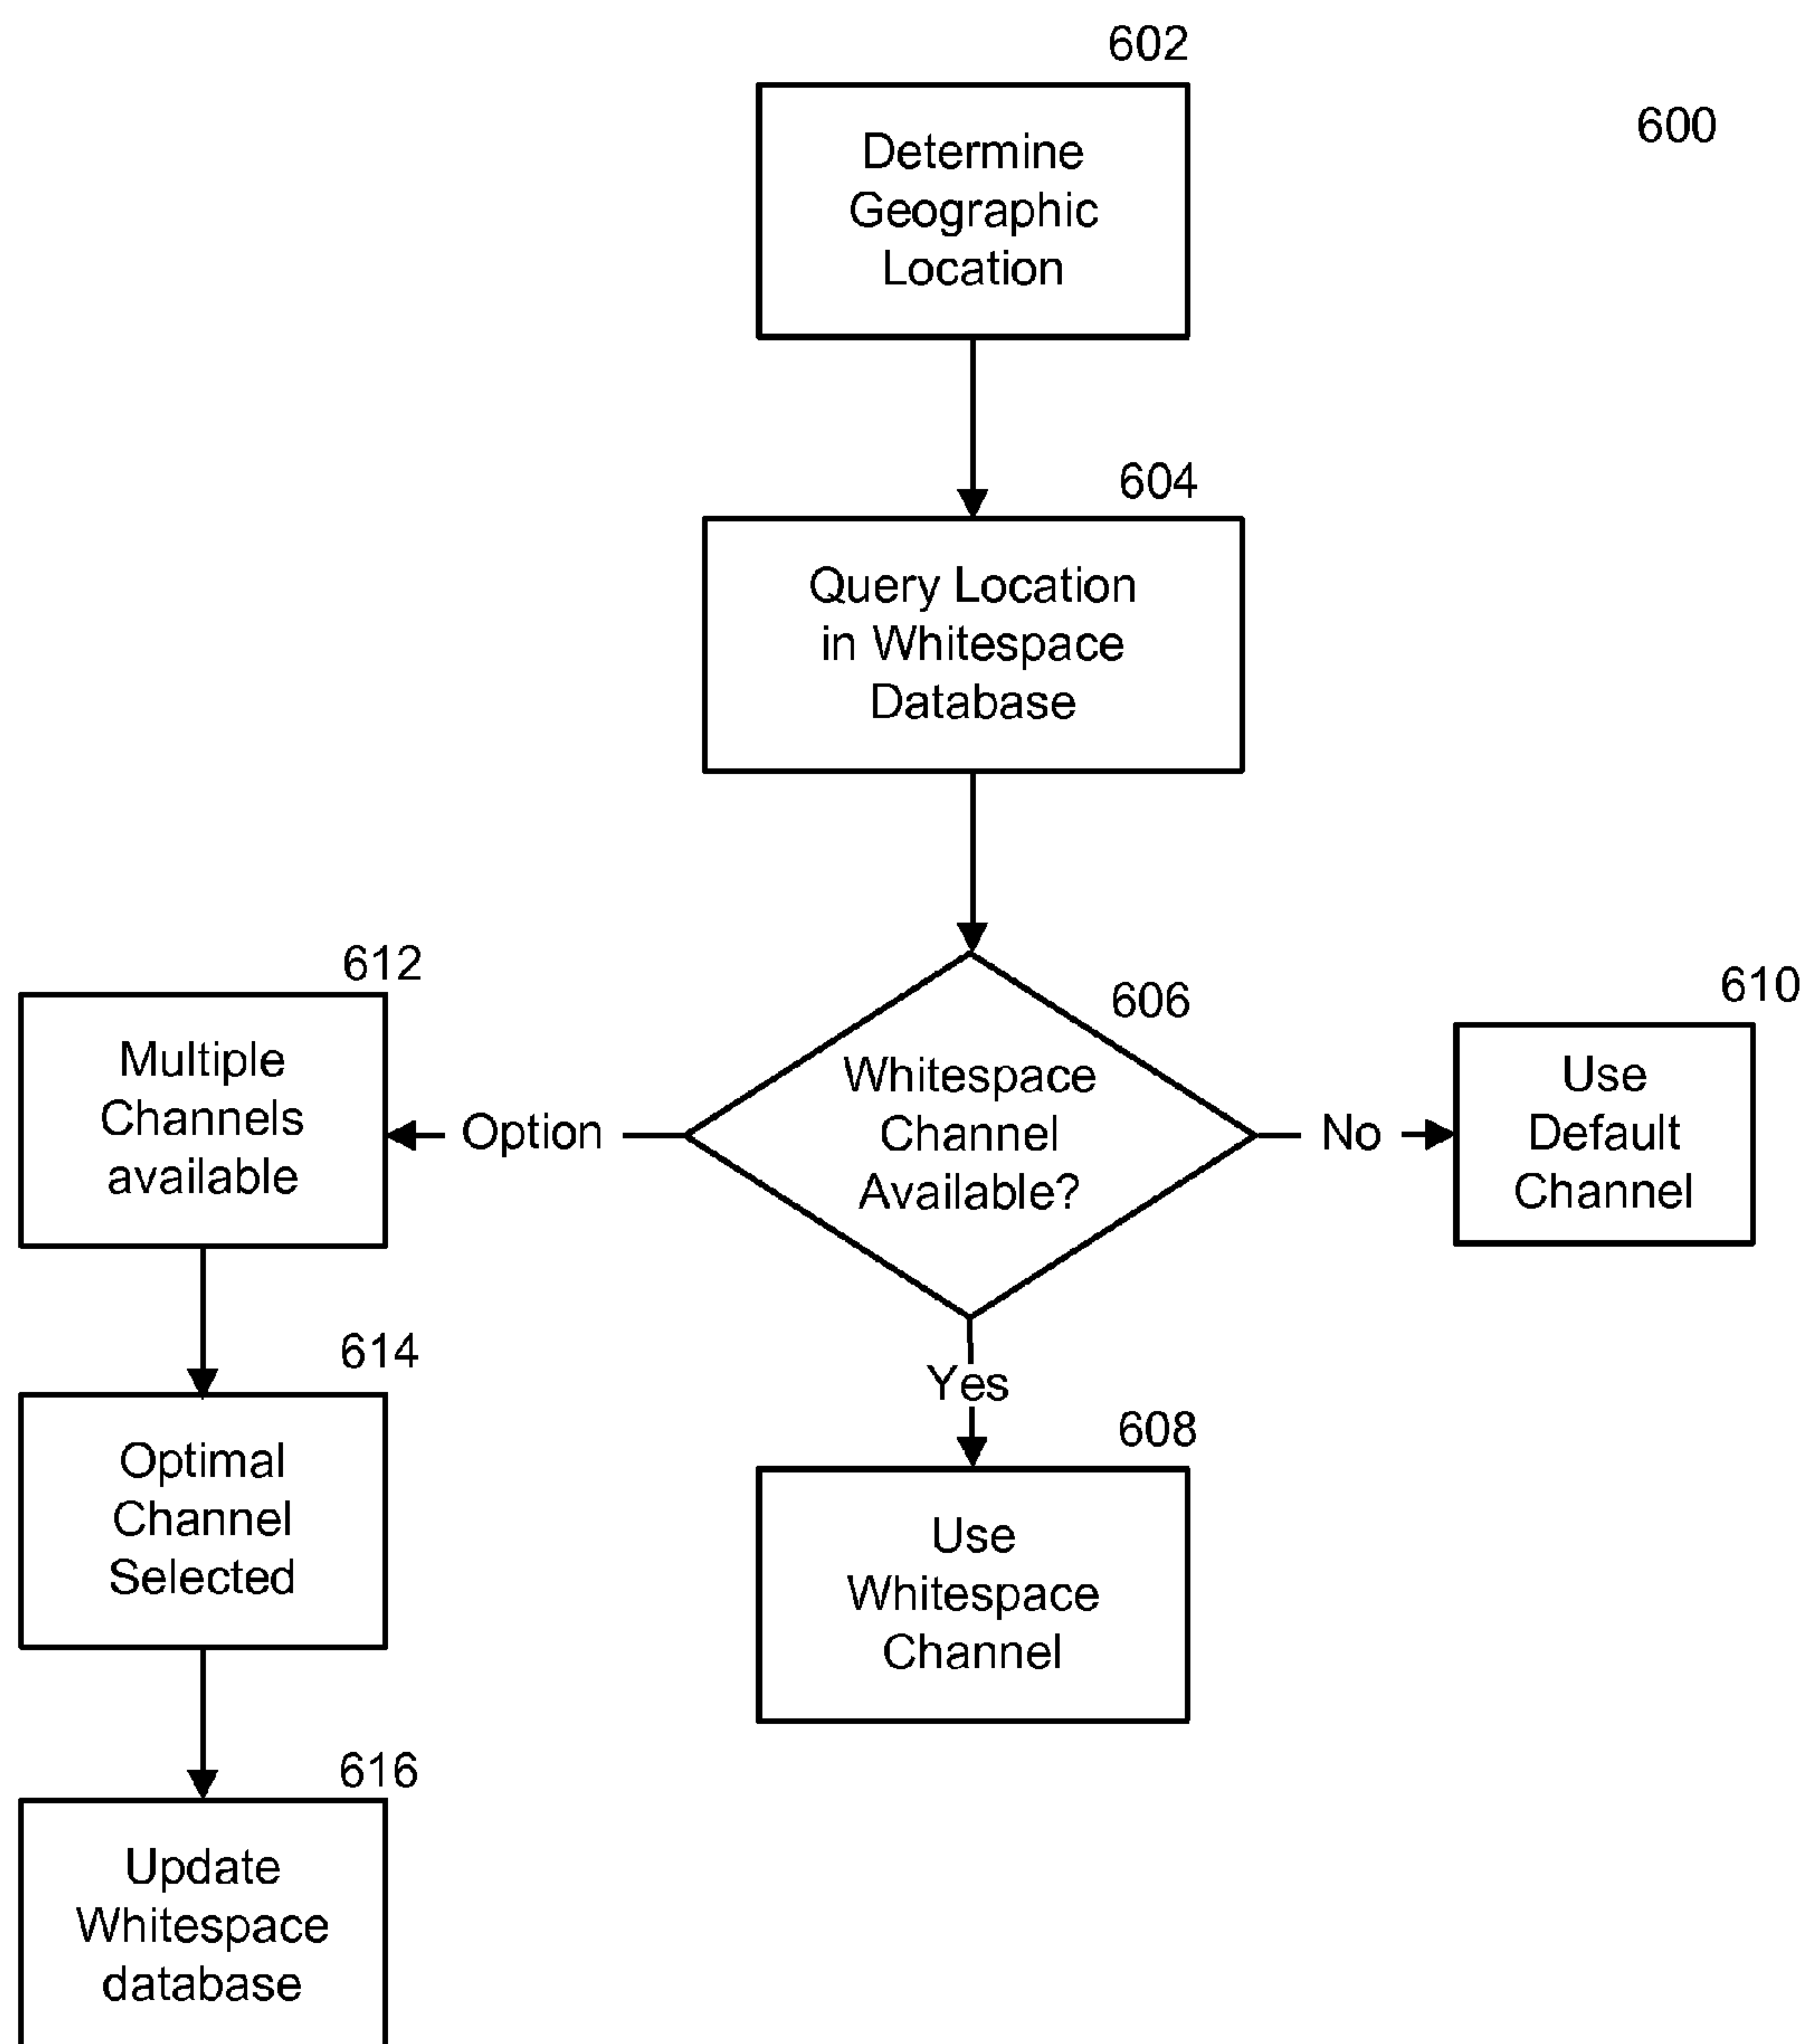 602
600
Determine
Geographic
Location
604
Query Location
in Whitespace
Database
612
606
610
Multiple
Channels
available
Option
Whitespace
Channel
Available?
No
Use
Default
Channel
614
Yes
608
Optimal
Channel
Selected
Use
Whitespace
Channel
616
Update
Whitespace
database